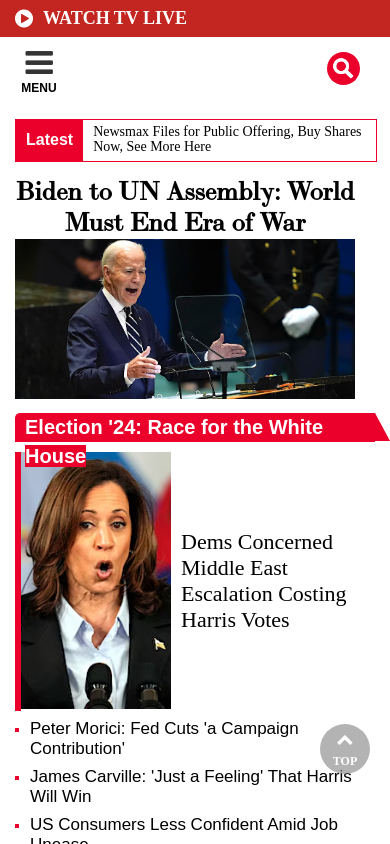 WATCH TV LIVE
MENU
Latest
Newsmax Files for Public Offering, Buy Shares
Now, See More Here
Biden to UN Assembly: World
Must End Era of War
Election '24: Race for the White
House
Dems Concerned
Middle East
Escalation Costing
Harris Votes
Peter Morici: Fed Cuts 'a Campaign
Contribution'
James Carville: 'Just a Feeling' That Harris
Will Win
TOP
US Consumers Less Confident Amid Job
Unease